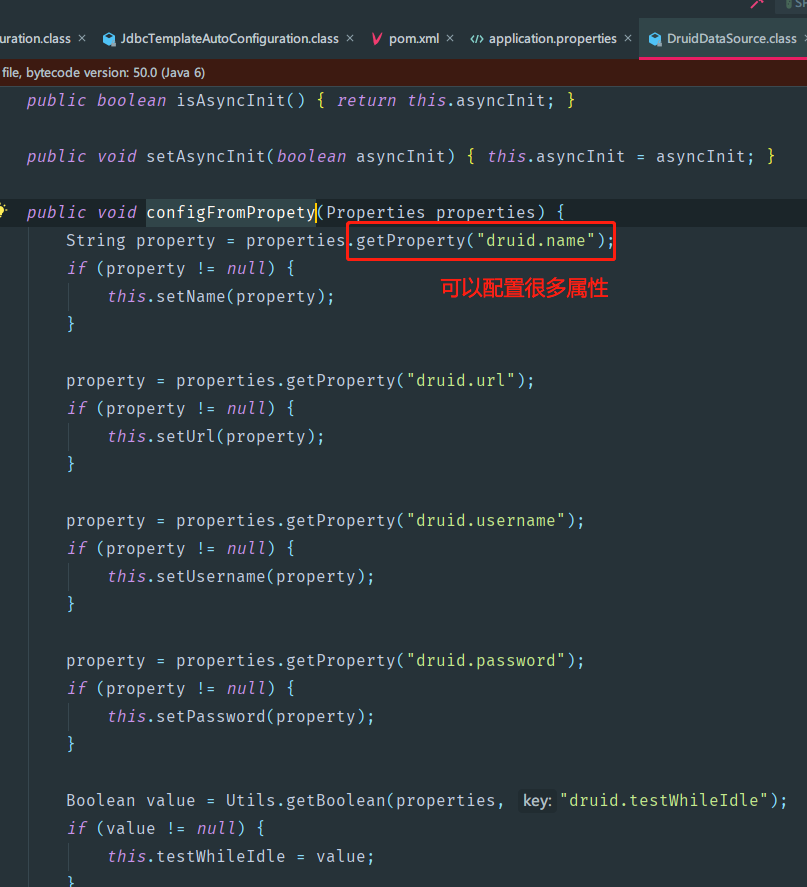 uration.class × JdbcTemplateAutoConfiguration.class × pom.xml × </> application.properties × DruidDataSource.class
file, bytecode version: 50.0 (Java 6)
public boolean isAsyncInit() { return this.asyncInit; }
public void setAsyncInit(boolean asyncInit) { this.asyncInit = asyncInit; }
public void configFromPropety(Properties properties) {
String property = properties.getProperty("druid.name");
if (property != null) {
可以配置很多属性
this.setName(property);
}
property = properties.getProperty("druid.url");
if (property != null) {
this.setUrl(property);
}
property = properties.getProperty("druid.username");
if (property != null) {
this.setUsername(property);
}
property = properties.getProperty("druid.password");
if (property != null) {
this.setPassword(property);
}
Boolean value = Utils.getBoolean(properties, key: "druid.testWhileIdle");
if (value != null) {
this.testWhileIdle = value;
}